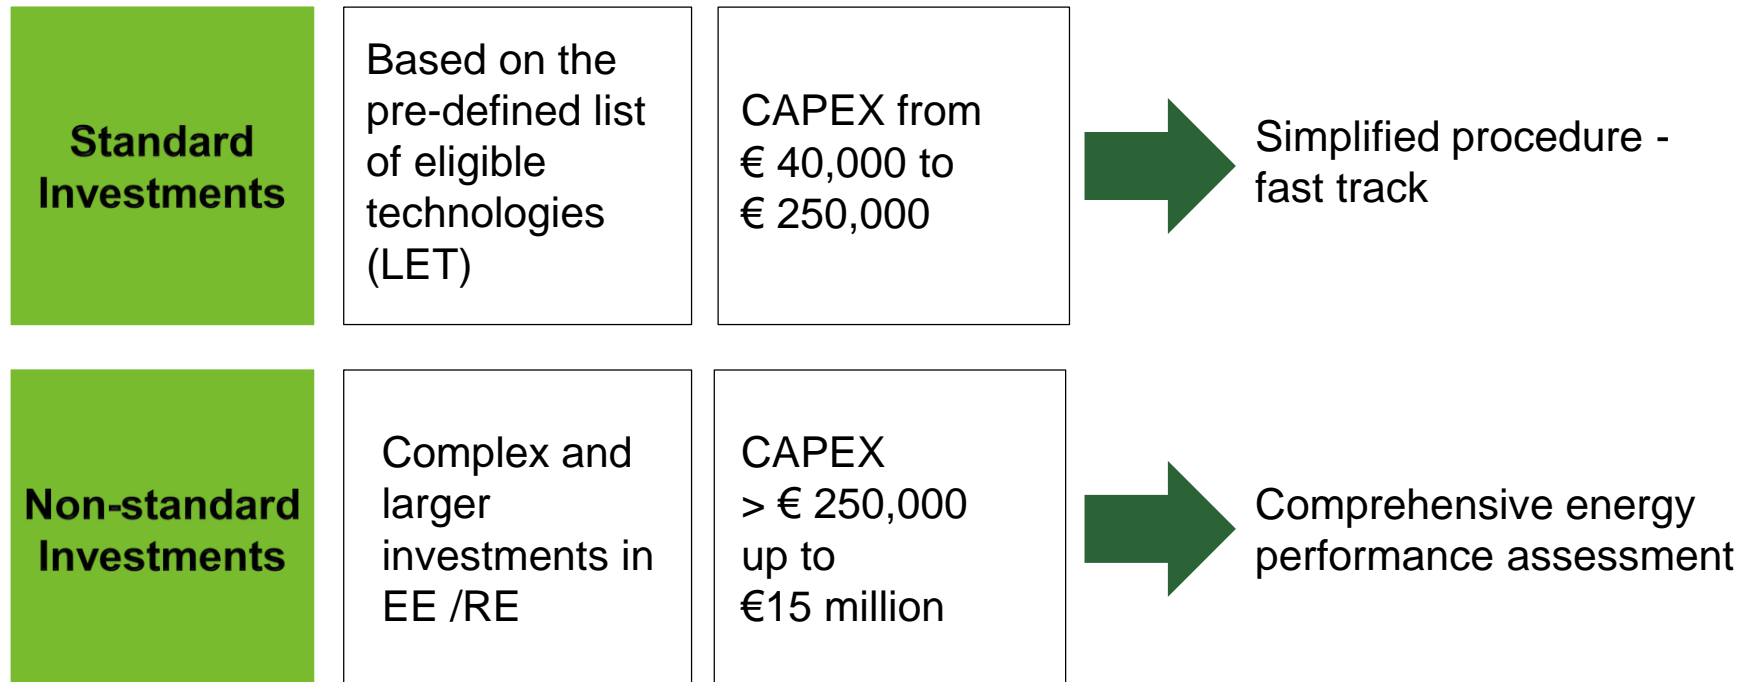 Standard
Investments
Based on the
pre-defined list
of eligible
technologies
(LET)
CAPEX from
€ 40,000 to
€ 250,000
Simplified procedure -
fast track
Non-standard
Investments
Complex and
larger
investments in
EE /RE
CAPEX
> € 250,000
up to
€15 million
Comprehensive energy
performance assessment